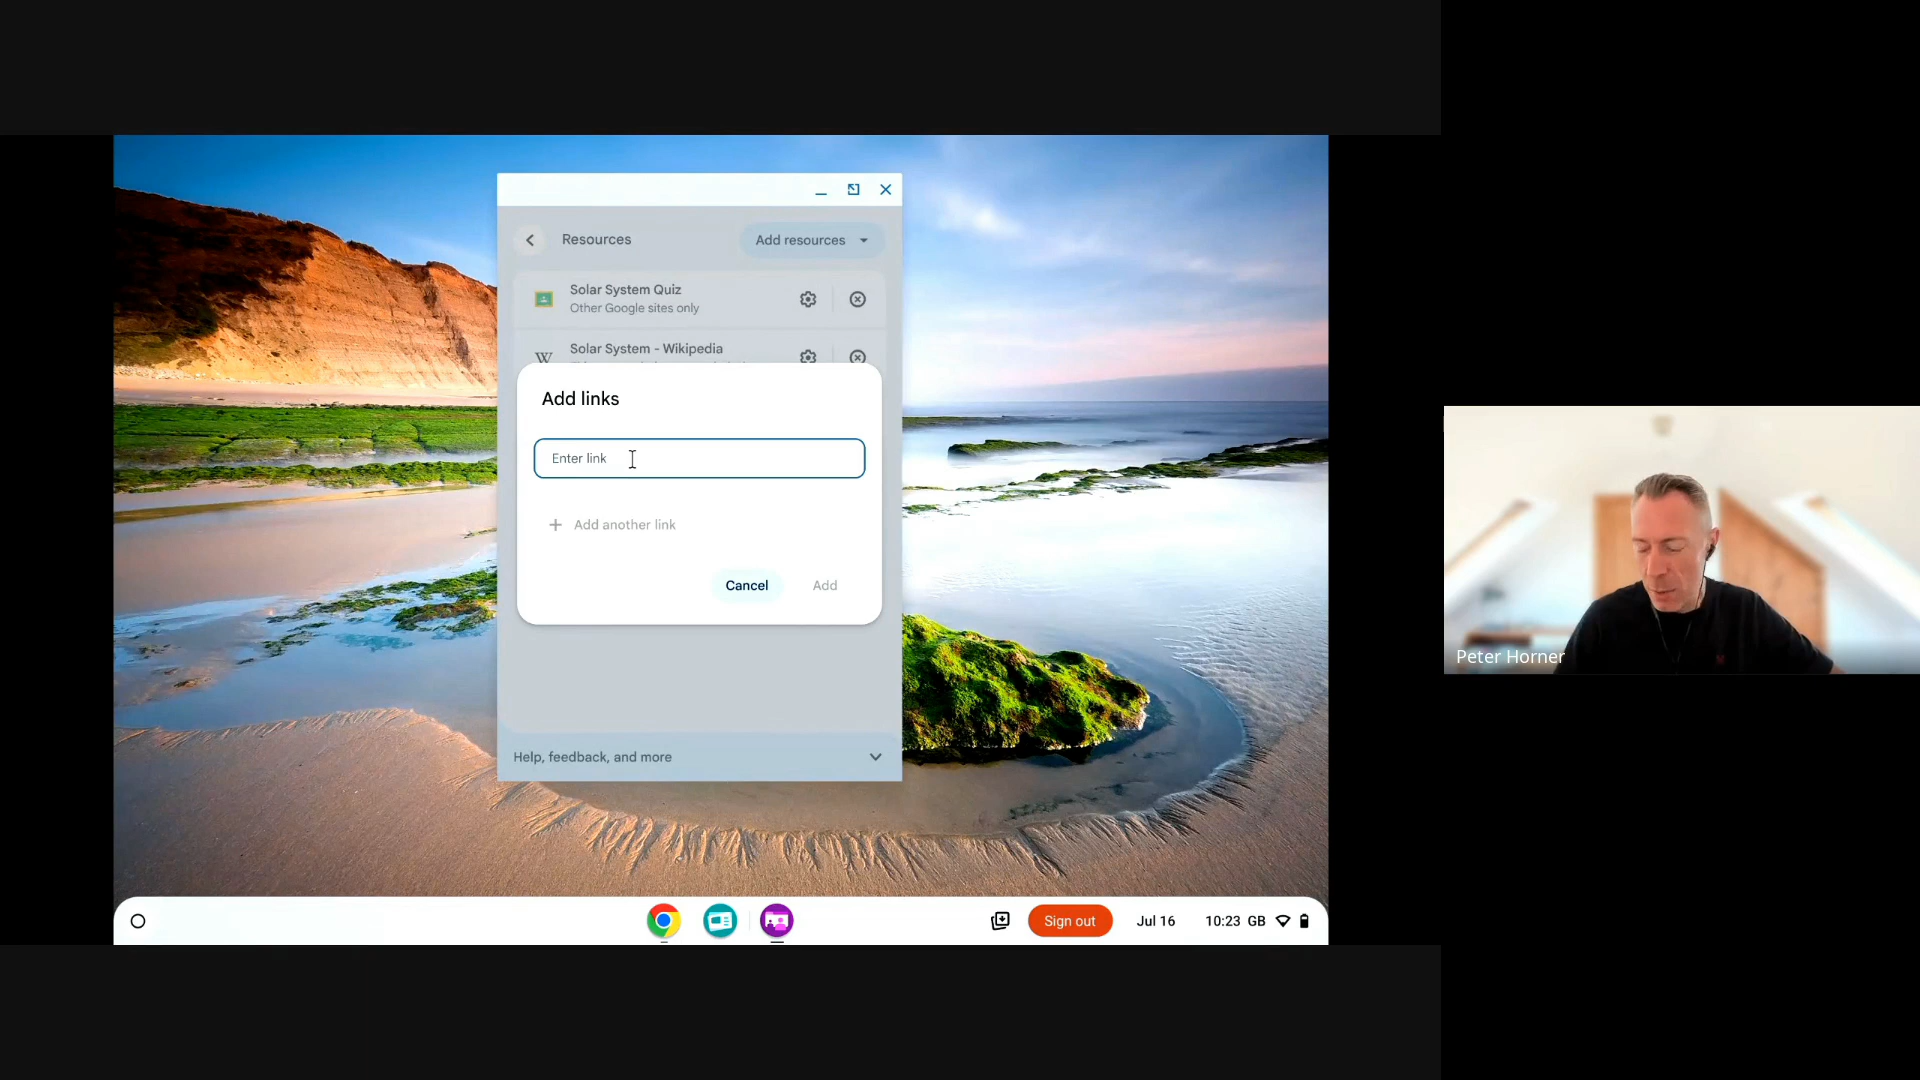 Resources
Add resources
Solar System Quiz
Other Google sites only
W
Solar System - Wikipedia
Add links
Enter link
+ Add another link
Cancel
Add
Help, feedback, and more
Sign out
Jul 16
10:23 GB
Peter Horner